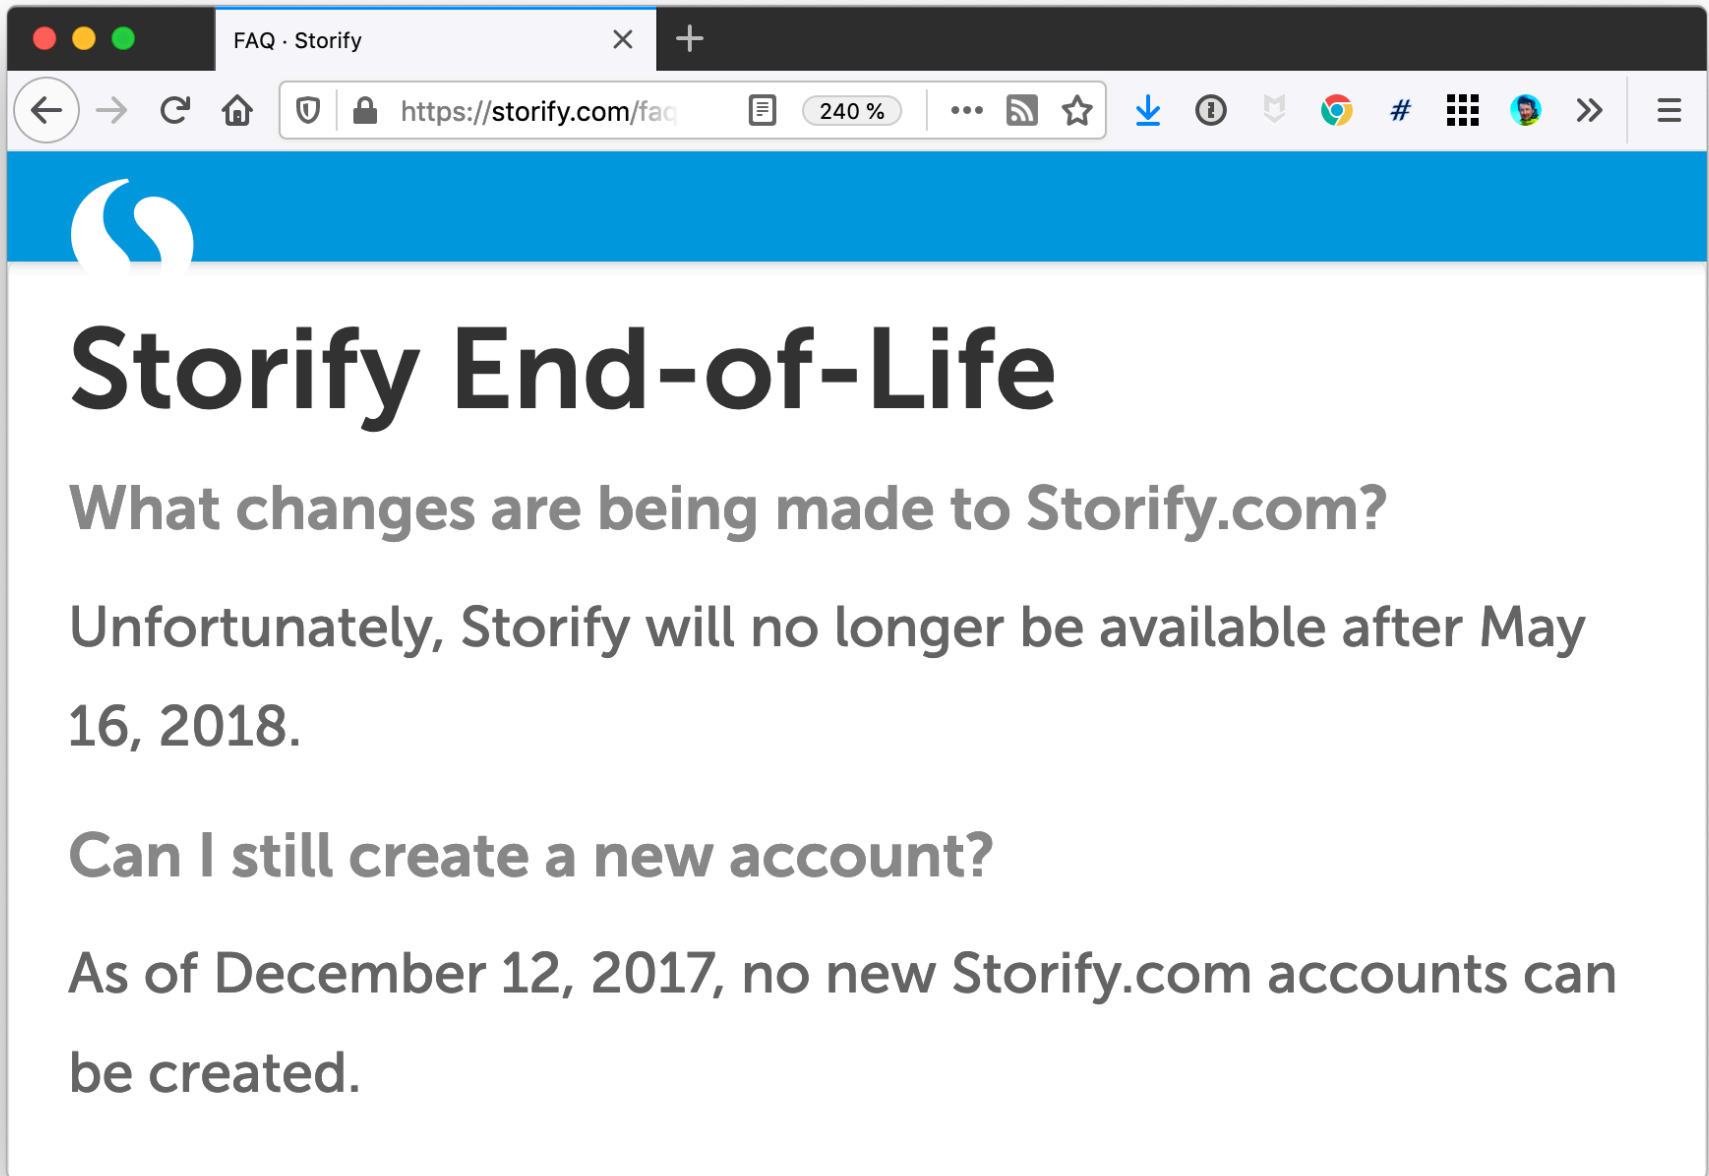 FAQ · Storify
https://storify.com/faq
240 %
#
Storify End-of-Life
What changes are being made to Storify.com?
Unfortunately, Storify will no longer be available after May
16, 2018.
Can I still create a new account?
As of December 12, 2017, no new Storify.com accounts can
be created.